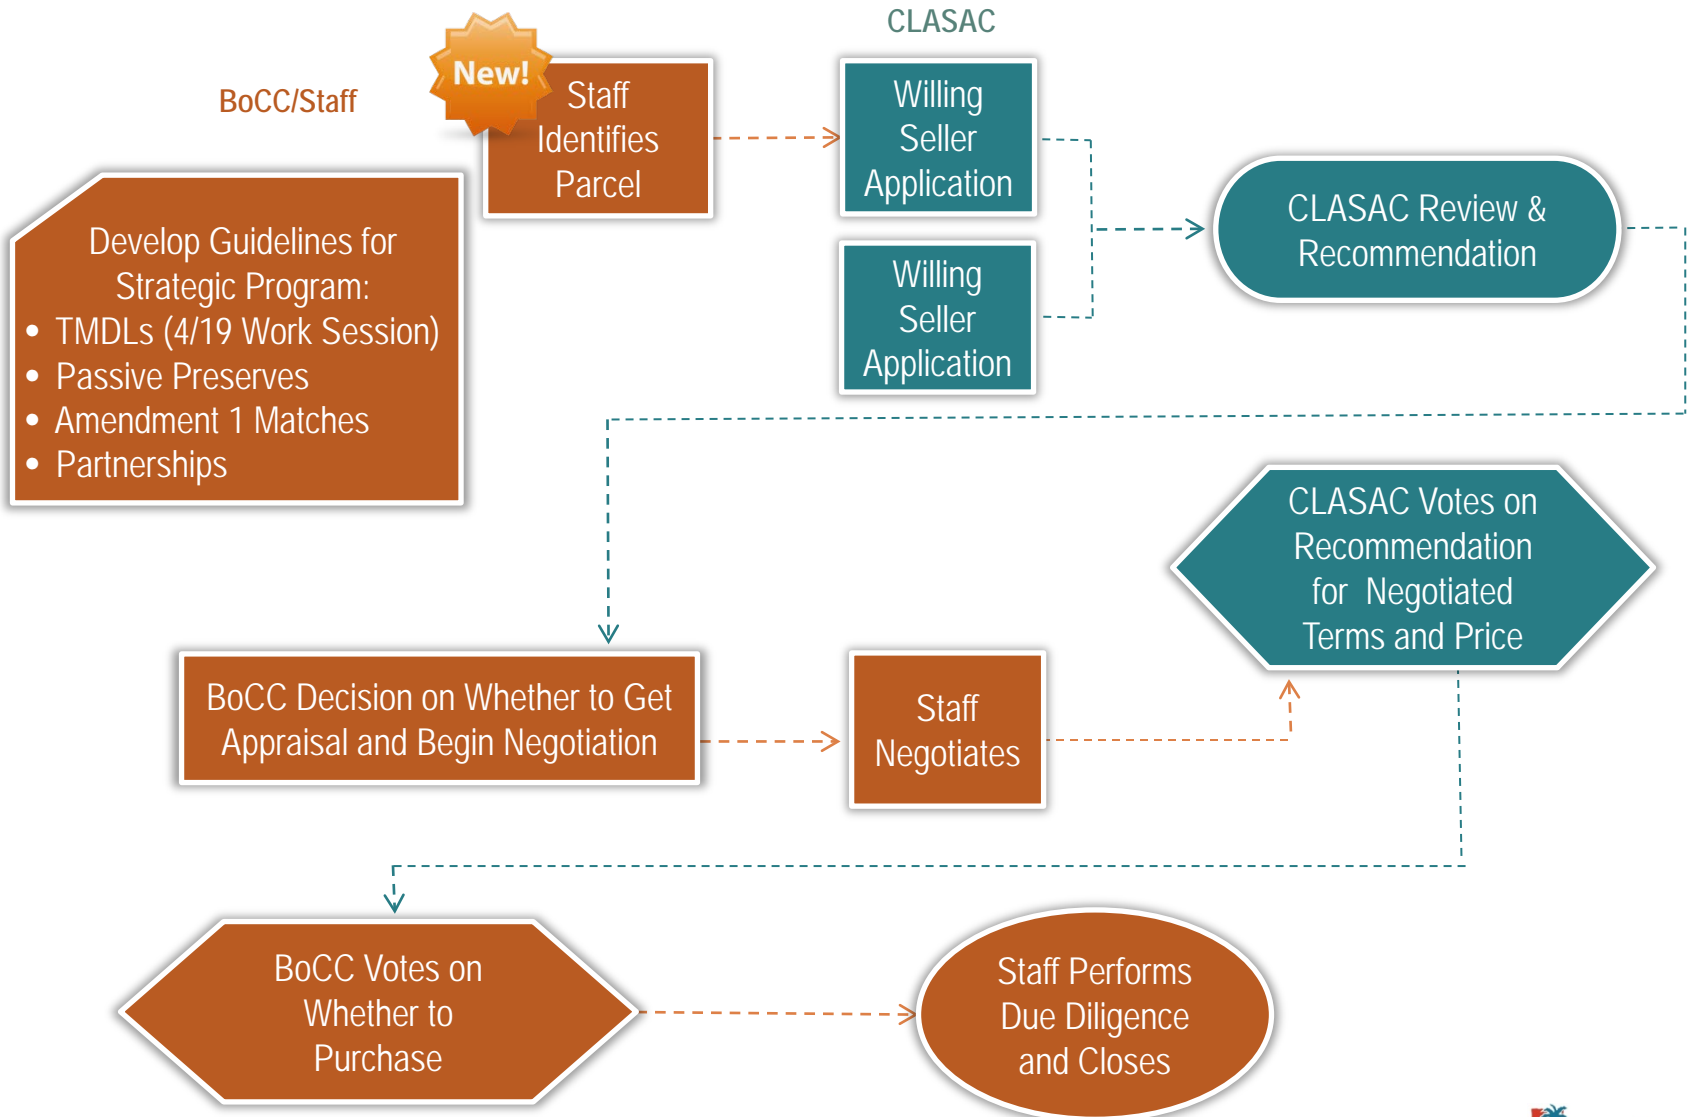 CLASAC
BoCC/Staff
New!
Staff
Identifies
Parcel
Willing
Seller
Application
Develop Guidelines for
Strategic Program:
• TMDLs (4/19 Work Session)
• Passive Preserves
• Amendment 1 Matches
• Partnerships
Willing
Seller
Application
CLASAC Review &
Recommendation
CLASAC Votes on
Recommendation
for Negotiated
Terms and Price
BoCC Decision on Whether to Get
Appraisal and Begin Negotiation
Staff
Negotiates
BoCC Votes on
Whether to
Purchase
Staff Performs
Due Diligence
and Closes